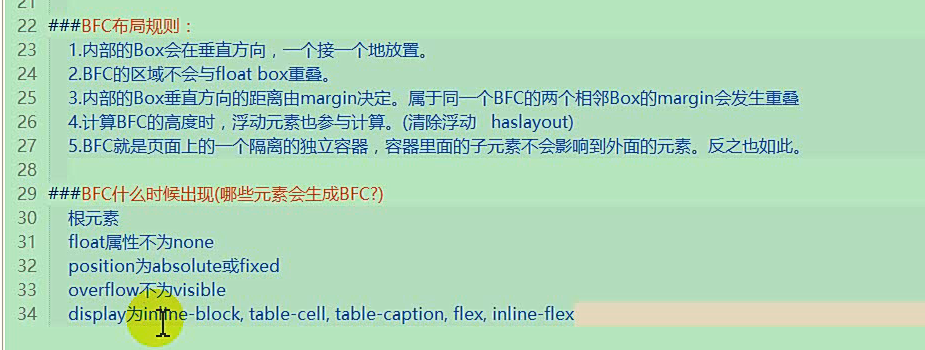 21
22 ###BFC布局规则：
23 1.内部的Box会在垂直方向，一个接一个地放置。
24 2.BFC的区域不会与float box重叠。
25 3.内部的Box垂直方向的距离由margin决定。属于同一个BFC的两个相邻Box的margin会发生重叠
26 4.计算BFC的高度时，浮动元素也参与计算。(清除浮动 haslayout)
27 5.BFC就是页面上的一个隔离的独立容器，容器里面的子元素不会影响到外面的元素。反之也如此。
28
29 ###BFC什么时候出现(哪些元素会生成BFC?)
30 根元素
31 float属性不为none
32 position为absolute或fixed
33 overflow不为visible
34 display为inline-block, table-cell, table-caption, flex, inline-flex